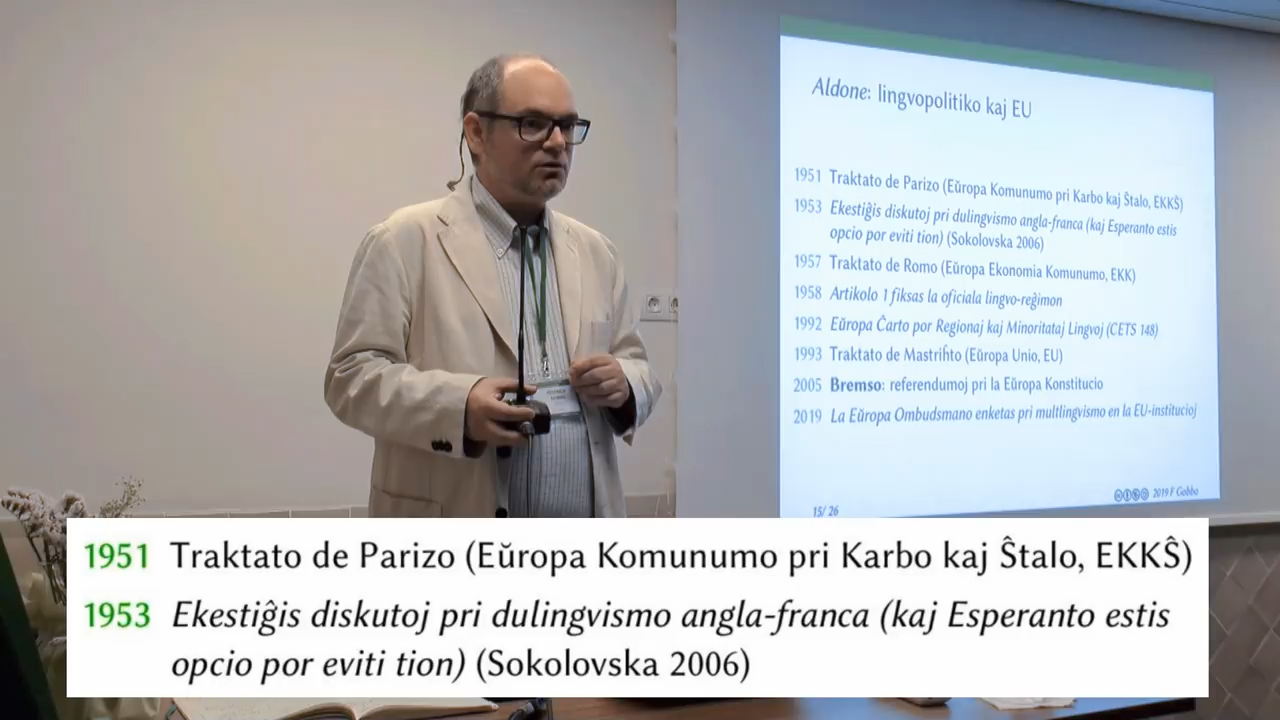 Aldone: lingvopolitiko kaj EU
1951 Traktato de Parizo (Eŭropa Komunumo pri Karbo kaj Ŝtalo, EKKŜ)
1953 Ekestiĝis diskutoj pri dulingvismo angla-franca (kaj Esperanto estis
opcio por eviti tion) (Sokolovska 2006)
1957 Traktato de Romo (Eŭropa Ekonomia Komunumo, EKK)
1958 Artikolo 1 fiksas la oficiala lingvo-reĝimon
1992 Eŭropa Ĉarto por Regionaj kaj Minoritataj Lingvoj (CETS 148)
1993 Traktato de Mastriĥto (Eŭropa Unio, EU)
2005 Bremso: referendumoj pri la Eŭropa Konstitucio
2019 La Eŭropa Ombudsmano enketas pri multlingvismo en la EU-institucioj
2019 F Gobbo
15/ 26
1951 Traktato de Parizo (Eŭropa Komunumo pri Karbo kaj Ŝtalo, EKKŜ)
1953 Ekestiĝis diskutoj pri dulingvismo angla-franca (kaj Esperanto estis
opcio por eviti tion) (Sokolovska 2006)